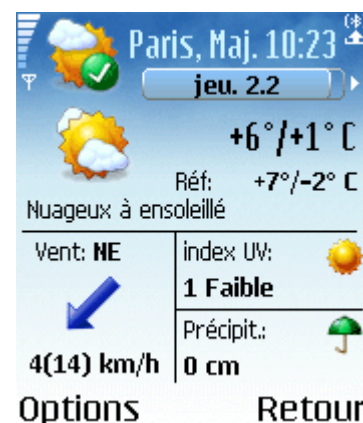 Paris, Maj. 10:23
jeu. 2.2
+6°/+1° C
Réf: +7°/-2° C
Nuageux à ensoleillé
Vent: NE
4(14) km/h
index UV:
1 Faible
Précipit.:
0 cm
Options Retour